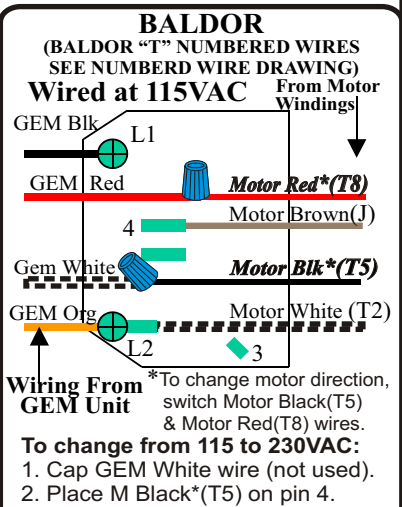 BALDOR
(BALDOR “T” NUMBERED WIRES
SEE NUMBERD WIRE DRAWING)
Wired at 115VAC
From Motor
Windings
GEM Blk
L1
GEM Red
Motor Red*(T8)
Motor Brown(J)
4
Gem White
Motor Blk*(T5)
GEM Org
Motor White (T2)
L2
3
Wiring From
GEM Unit
*To change motor direction,
switch Motor Black(T5)
& Motor Red(T8) wires.
To change from 115 to 230VAC:
1. Cap GEM White wire (not used).
2. Place M Black*(T5) on pin 4.